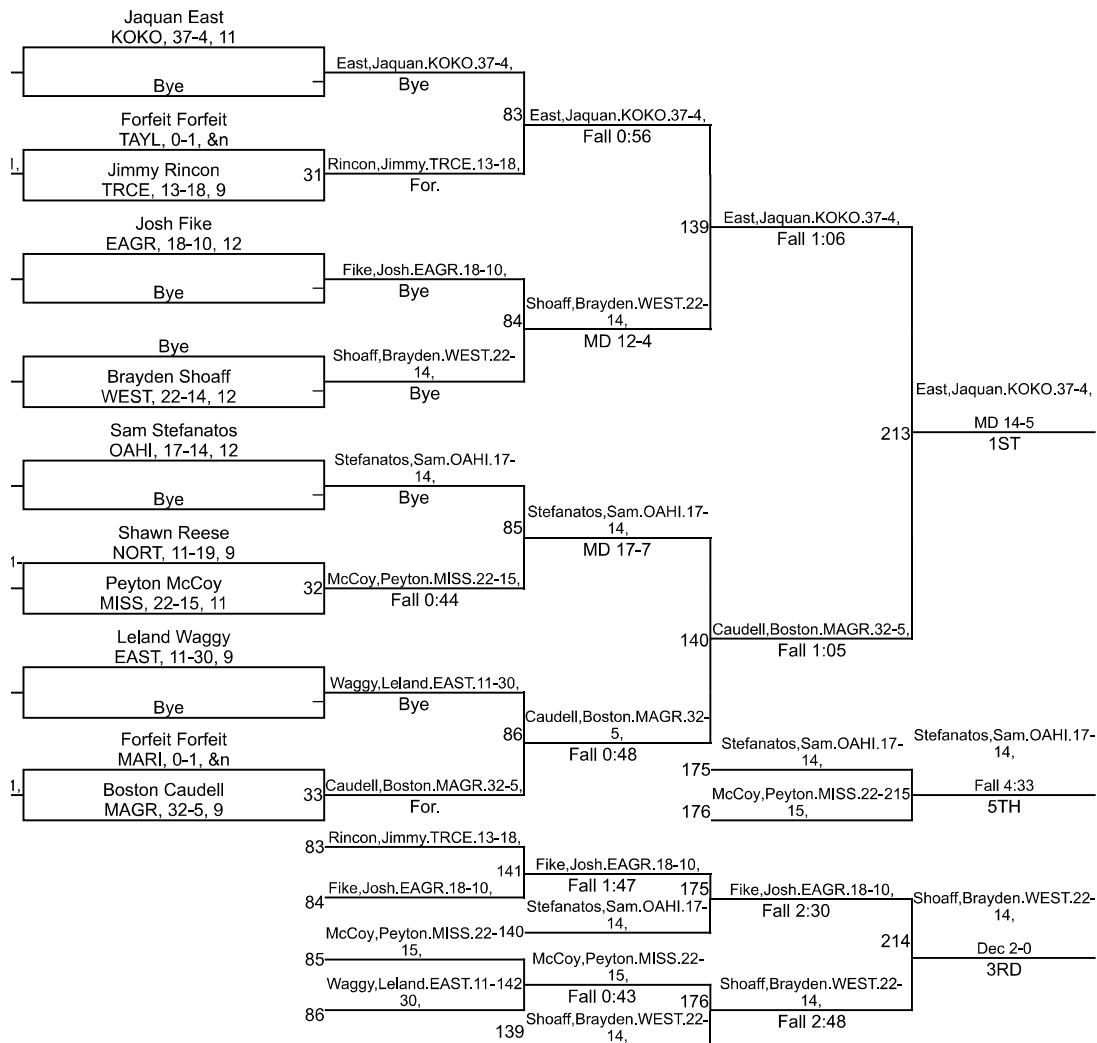 Jaquan East
KOKO, 37-4, 11
Bye
East,Jaquan.KOKO.37-4,
Bye
83
East,Jaquan.KOKO.37-4,
Fall 0:56
Forfeit Forfeit
TAYL, 0-1, &n
1,
Jimmy Rincon
TRCE, 13-18, 9
31
Rincon,Jimmy.TRCE.13-18,
For.
139
East,Jaquan.KOKO.37-4,
Fall 1:06
Josh Fike
EAGR, 18-10, 12
Bye
Fike,Josh.EAGR.18-10,
Bye
84
Shoaff,Brayden.WEST.22-
14,
MD 12-4
Bye
Brayden Shoaff
WEST, 22-14, 12
Shoaff,Brayden.WEST.22-
14,
Bye
213
East,Jaquan.KOKO.37-4,
MD 14-5
1ST
Sam Stefanatos
OAHI, 17-14, 12
Bye
Stefanatos,Sam.OAHI.17-
14,
Bye
85
Stefanatos,Sam.OAHI.17-
14,
MD 17-7
Shawn Reese
NORT, 11-19, 9
1
Peyton McCoy
MISS, 22-15, 11
32
McCoy,Peyton.MISS.22-15,
Fall 0:44
140
Caudell,Boston.MAGR.32-5,
Fall 1:05
Leland Waggy
EAST, 11-30, 9
Bye
Waggy,Leland.EAST.11-30,
Bye
86
Caudell,Boston.MAGR.32-
5,
Fall 0:48
Forfeit Forfeit
MARI, 0-1, &n
1,
Boston Caudell
MAGR, 32-5, 9
33
Caudell,Boston.MAGR.32-5,
For.
175
Stefanatos,Sam.OAHI.17-
14,
176
McCoy,Peyton.MISS.22-
15,
215
Stefanatos,Sam.OAHI.17-
14,
Fall 4:33
5TH
83
Rincon,Jimmy.TRCE.13-18,
84
Fike,Josh.EAGR.18-10,
141
Fike,Josh.EAGR.18-10,
Fall 1:47
140
Stefanatos,Sam.OAHI.17-
14,
175
Fike,Josh.EAGR.18-10,
Fall 2:30
85
McCoy,Peyton.MISS.22-
15,
86
Waggy,Leland.EAST.11-
30,
142
McCoy,Peyton.MISS.22-
15,
Fall 0:43
139
Shoaff,Brayden.WEST.22-
14,
176
Shoaff,Brayden.WEST.22-
14,
Fall 2:48
214
Shoaff,Brayden.WEST.22-
14,
Dec 2-0
3RD